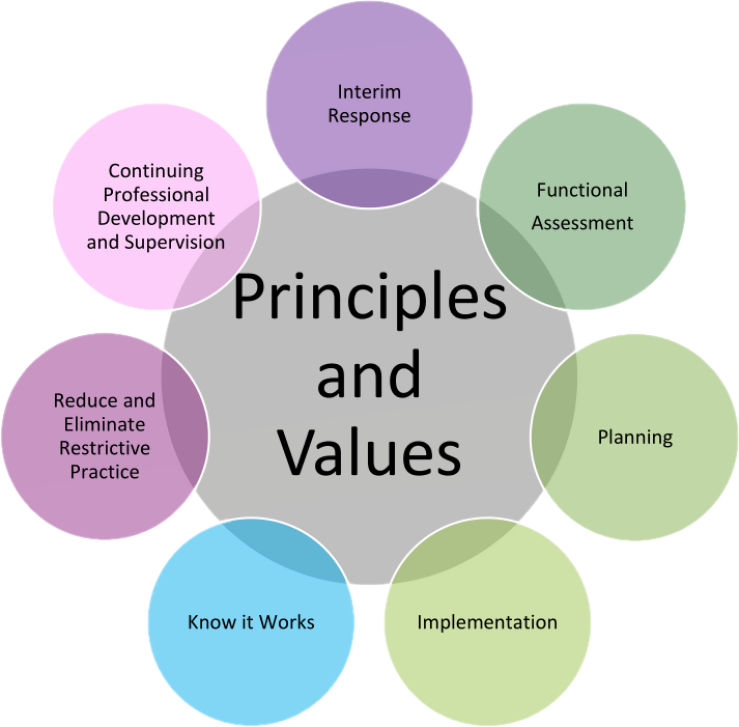 Interim
Response
Functional
Assessment
Planning
Implementation
Know it Works
Reduce and
Eliminate
Restrictive
Practice
Continuing
Professional
Development
and Supervision
Principles
and
Values